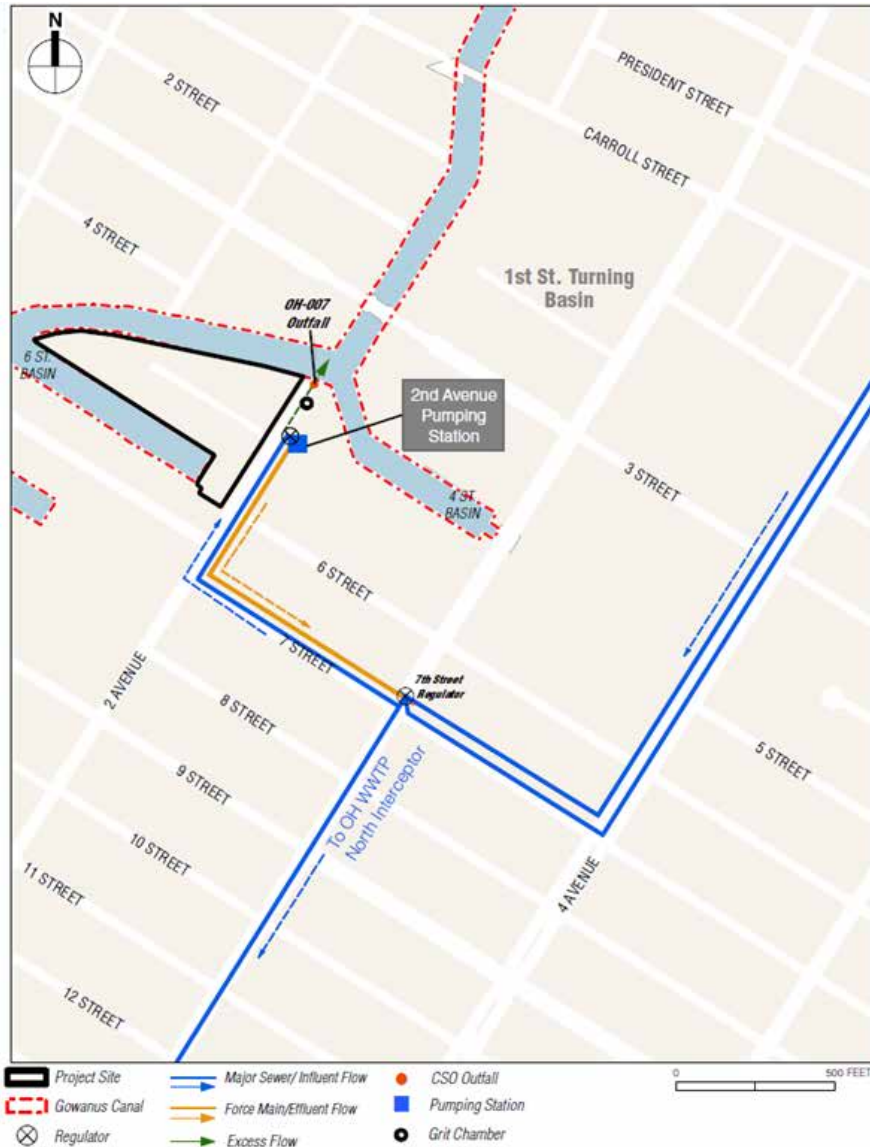 N
2 STREET
PRESIDENT STREET
CARROLL STREET
4 STREET
1st St. Turning
Basin
OH-007
Outfall
6 ST.
BASIN
2nd Avenue
Pumping
Station
3 STREET
4 ST.
BASIN
6 STREET
7 STREET
7th Street
Regulator
2 AVENUE
8 STREET
5 STREET
9 STREET
To OH WWTP
North Interceptor
10 STREET
4 AVENUE
11 STREET
12 STREET
Project Site
Major Sewer/ Influent Flow
CSO Outfall
0
500 FEET
Gowanus Canal
Force Main/Effluent Flow
Pumping Station
Regulator
Excess Flow
Grit Chamber